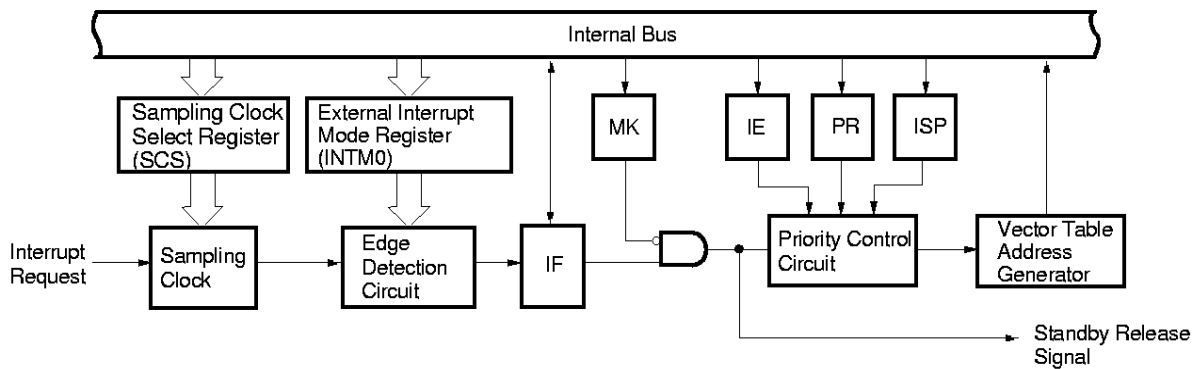 Internal Bus
Sampling Clock
Select Register
(SCS)
External Interrupt
Mode Register
(INTM0)
MK
IE
PR
ISP
Interrupt
Request
Sampling
Clock
Edge
Detection
Circuit
IF
Priority Control
Circuit
Vector Table
Address
Generator
Standby Release
Signal